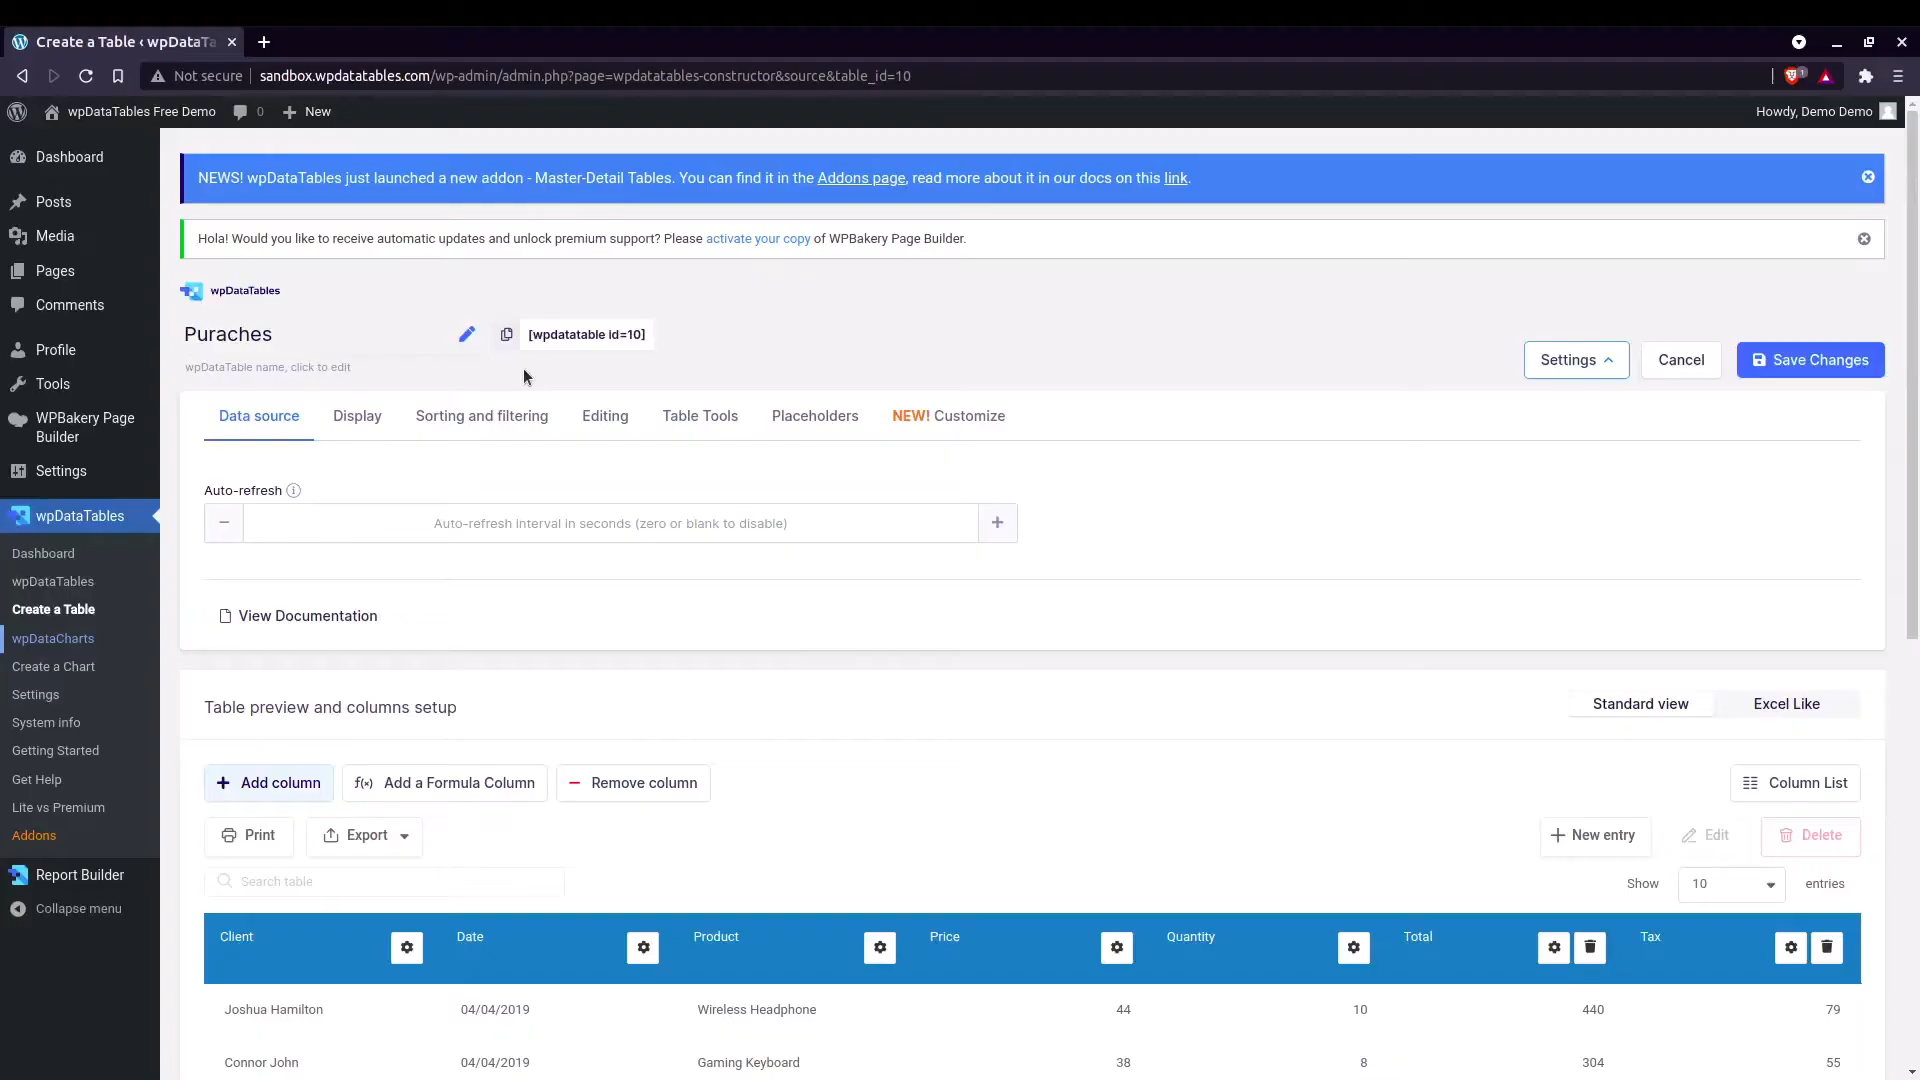 Create a Table ‹ wpDataTa
Not secure
sandbox.wpdatatables.com/wp-admin/admin.php?page=wpdatatables-constructor&source&table_id=10
1
wpDataTables Free Demo
0
New
Howdy, Demo Demo
Dashboard
Posts
Media
Pages
Comments
Profile
Tools
WPBakery Page
Builder
Settings
wpDataTables
Dashboard
wpDataTables
Create a Table
wpDataCharts
Create a Chart
Settings
System info
Getting Started
Get Help
Lite vs Premium
Addons
Report Builder
Collapse menu
NEWS! wpDataTables just launched a new addon - Master-Detail Tables. You can find it in the Addons page, read more about it in our docs on this link.
Hola! Would you like to receive automatic updates and unlock premium support? Please activate your copy of WPBakery Page Builder.
wpDataTables
Puraches
[wpdatatable id=10]
wpDataTable name, click to edit
Settings
Cancel
Save Changes
Data source
Display
Sorting and filtering
Editing
Table Tools
Placeholders
NEW! Customize
Auto-refresh
Auto-refresh interval in seconds (zero or blank to disable)
View Documentation
Table preview and columns setup
Standard view
Excel Like
Add column
f(x) Add a Formula Column
Remove column
Column List
Print
Export
New entry
Edit
Delete
Search table
Show 10 entries
Client Date Product Price Quantity Total Tax
Joshua Hamilton 04/04/2019 Wireless Headphone 44 10 440 79
Connor John 04/04/2019 Gaming Keyboard 38 8 304 55